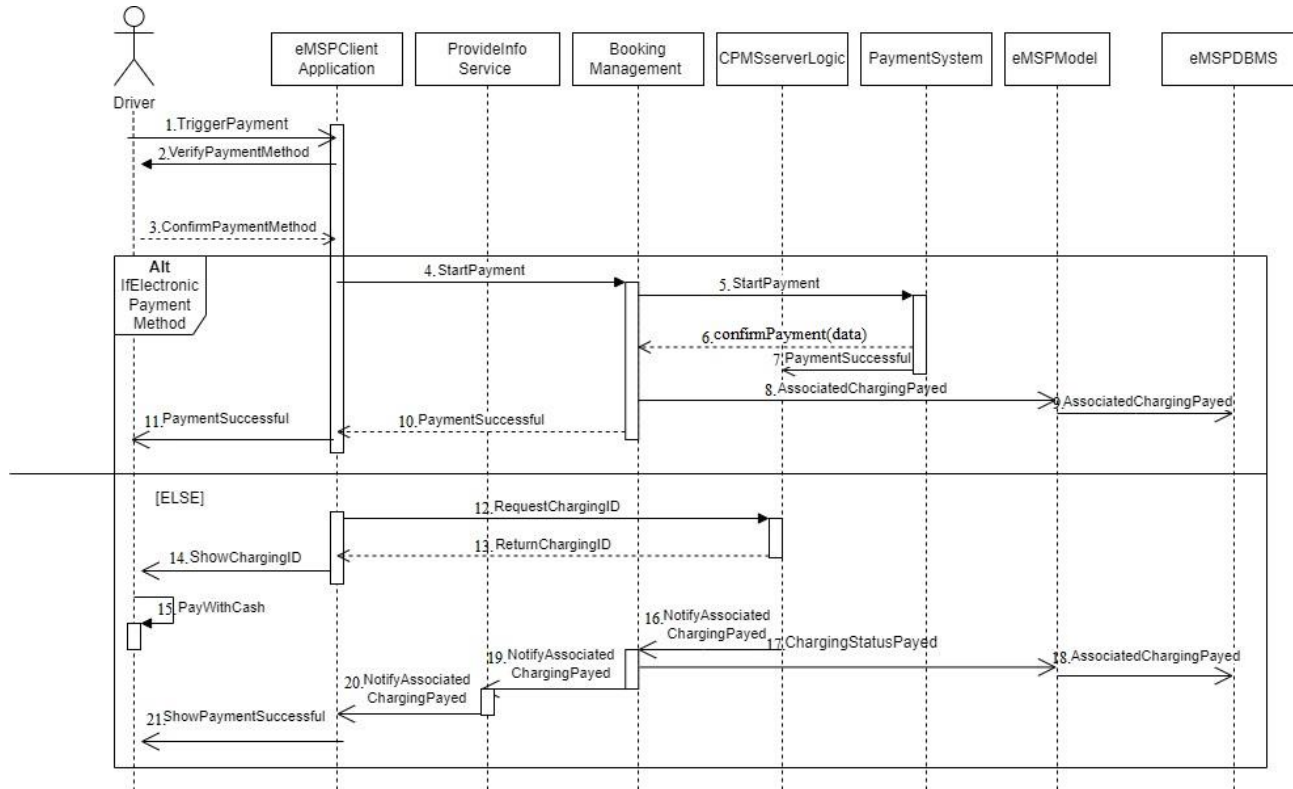 eMSPClient
Application
ProvideInfo
Service
Booking
Management
CPMSserverLogic
PaymentSystem
eMSPModel
eMSPDBMS
Driver
1.TriggerPayment
2.VerifyPaymentMethod
3.ConfirmPaymentMethod
Alt
IfElectronic
Payment
Method
4.StartPayment
5.StartPayment
6.confirmPayment(data)
7.PaymentSuccessful
8.AssociatedChargingPayed
9.AssociatedChargingPayed
10.PaymentSuccessful
11.PaymentSuccessful
[ELSE]
12.RequestChargingID
13.ReturnChargingID
14.ShowChargingID
15.PayWithCash
16.NotifyAssociated
ChargingPayed
17.ChargingStatusPayed
18.AssociatedChargingPayed
19.NotifyAssociated
ChargingPayed
20.NotifyAssociated
ChargingPayed
21.ShowPaymentSuccessful